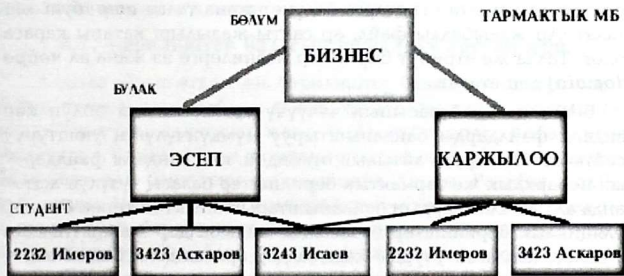 БӨЛҮМ
ТАРМАКТЫК МБ
БИЗНЕС
БУЛАК
ЭСЕП
КАРЖЫЛОО
СТУДЕНТ
2232 Имеров
3423 Аскаров
3243 Исаев
2232 Имеров
3423 Аскаров